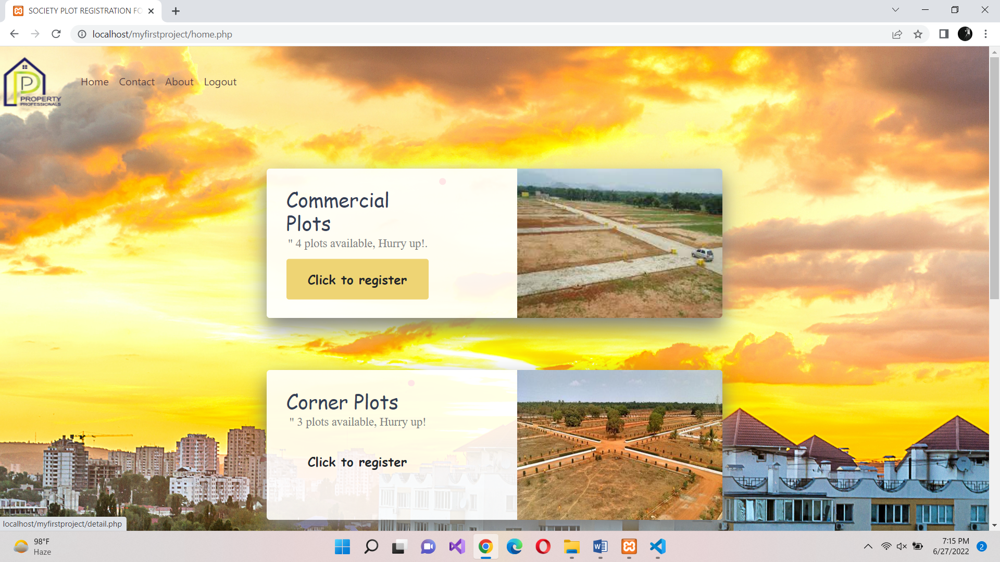 SOCIETY PLOT REGISTRATION FO
localhost/myfirstproject/home.php
P
PROPERTY
PROFESSIONALS
Home Contact About Logout
Commercial
Plots
" 4 plots available, Hurry up!.
Click to register
Corner Plots
" 3 plots available, Hurry up!
Click to register
localhost/myfirstproject/detail.php
98°F
Haze
7:15 PM
6/27/2022
2